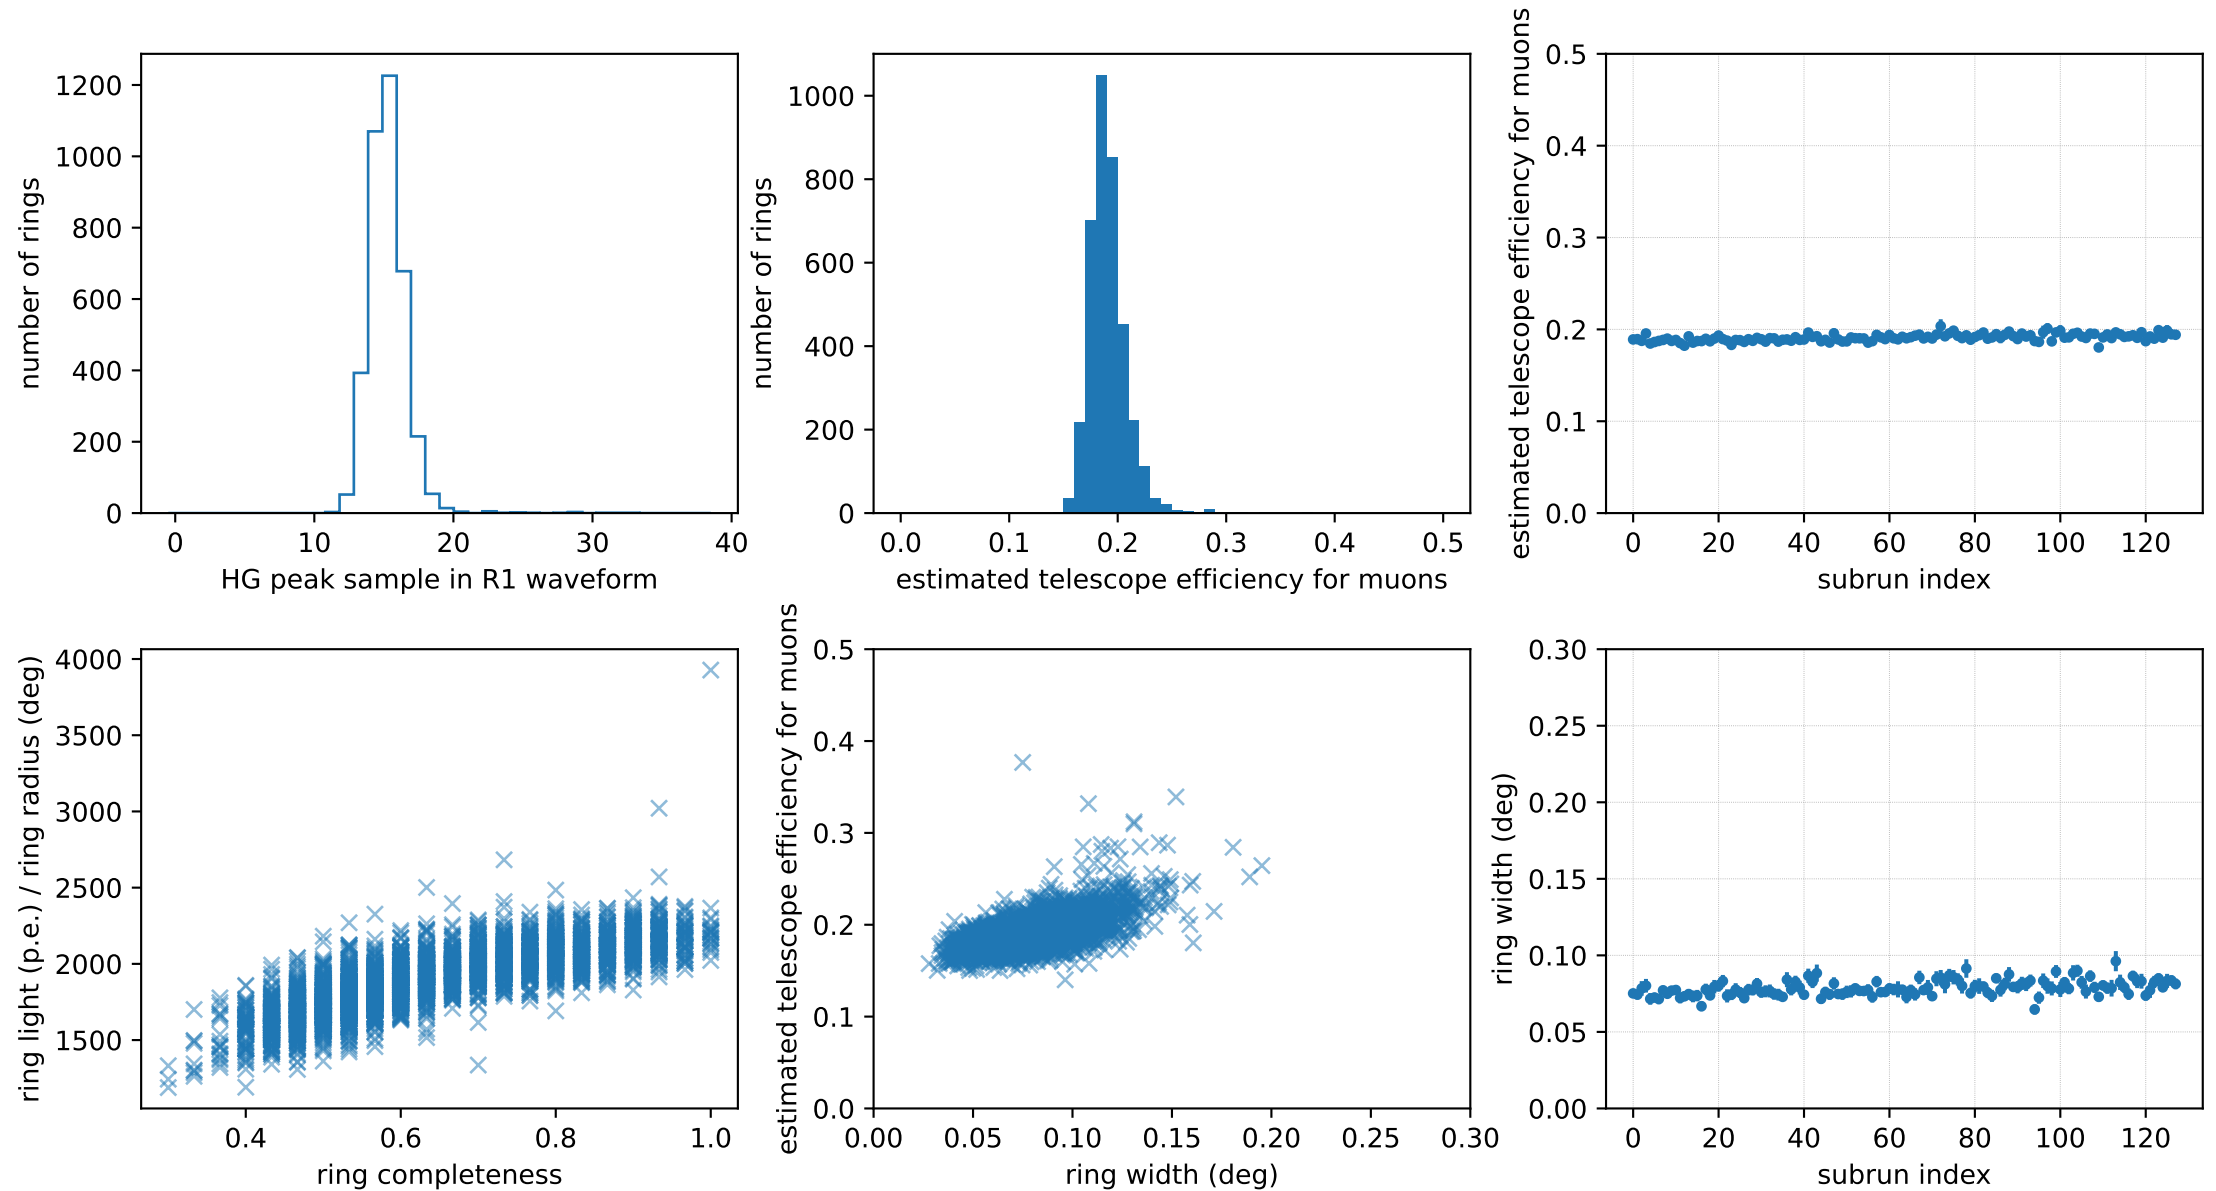 number of rings
1200
1000
800
600
400
200
0
0 10 20 30 40
HG peak sample in R1 waveform
number of rings
1000
800
600
400
200
0
0.0 0.1 0.2 0.3 0.4 0.5
estimated telescope efficiency for muons
estimated telescope efficiency for muons
0.5
0.4
0.3
0.2
0.1
0.0
0 20 40 60 80 100 120
subrun index
ring light (p.e.) / ring radius (deg)
4000
3500
3000
2500
2000
1500
0.4 0.6 0.8 1.0
ring completeness
estimated telescope efficiency for muons
0.5
0.4
0.3
0.2
0.1
0.0
0.00 0.05 0.10 0.15 0.20 0.25 0.30
ring width (deg)
ring width (deg)
0.30
0.25
0.20
0.15
0.10
0.05
0.00
0 20 40 60 80 100 120
subrun index